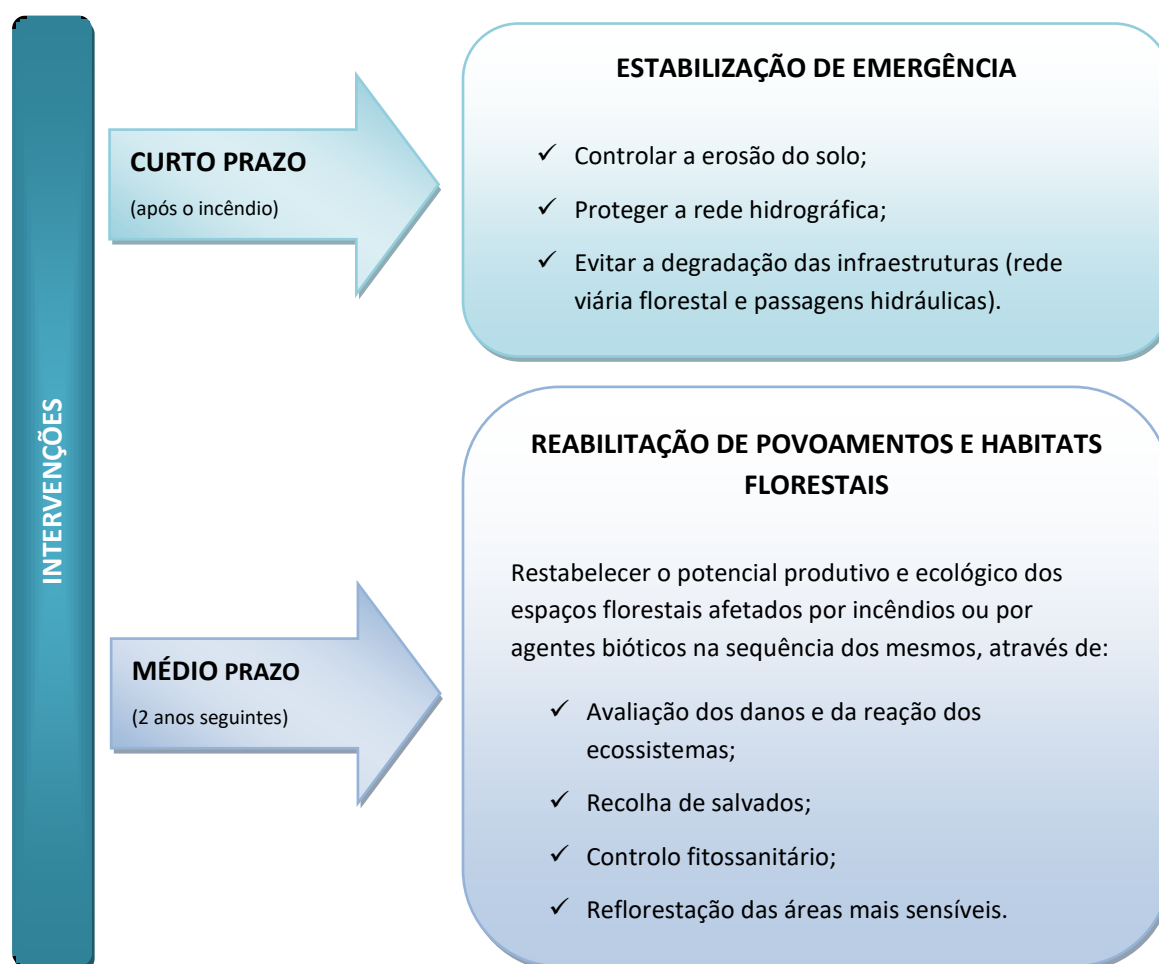 INTERVENÇÕES
CURTO PRAZO
(após o incêndio)
ESTABILIZAÇÃO DE EMERGÊNCIA
✓ Controlar a erosão do solo;
✓ Proteger a rede hidrográfica;
✓ Evitar a degradação das infraestruturas (rede
viária florestal e passagens hidráulicas).
MÉDIO PRAZO
(2 anos seguintes)
REABILITAÇÃO DE POVOAMENTOS E HABITATS
FLORESTAIS
Restabelecer o potencial produtivo e ecológico dos
espaços florestais afetados por incêndios ou por
agentes bióticos na sequência dos mesmos, através de:
✓ Avaliação dos danos e da reação dos
ecossistemas;
✓ Recolha de salvados;
✓ Controlo fitossanitário;
✓ Reflorestação das áreas mais sensíveis.